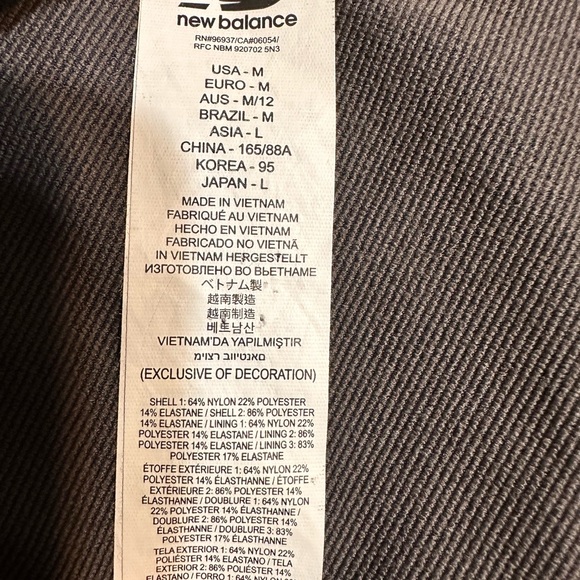 new balance
RN#96937/CA#06054/
RFC NBM 920702 5N3
USA - M
EURO - M
AUS - M/12
BRAZIL - M
ASIA - L
CHINA - 165/88A
KOREA - 95
JAPAN - L
MADE IN VIETNAM
FABRIQUÉ AU VIETNAM
HECHO EN VIETNAM
FABRICADO NO VIETNÃ
IN VIETNAM HERGESTELLT
ИЗГОТОВЛЕНО ВО ВЬЕТНАМЕ
ベトナム製
越南製造
越南制造
베트남산
VIETNAM'DA YAPILMIŞTIR
מיוצר בווייטנאם
(EXCLUSIVE OF DECORATION)
SHELL 1: 64% NYLON 22% POLYESTER
14% ELASTANE / SHELL 2: 86% POLYESTER
14% ELASTANE / LINING 1: 64% NYLON 22%
POLYESTER 14% ELASTANE / LINING 2: 86%
POLYESTER 14% ELASTANE / LINING 3: 83%
POLYESTER 17% ELASTANE
ÉTOFFE EXTÉRIEURE 1: 64% NYLON 22%
POLYESTER 14% ÉLASTHANNE / ÉTOFFE
EXTÉRIEURE 2: 86% POLYESTER 14%
ÉLASTHANNE / DOUBLURE 1: 64% NYLON
22% POLYESTER 14% ÉLASTHANNE /
DOUBLURE 2: 86% POLYESTER 14%
ÉLASTHANNE / DOUBLURE 3: 83%
POLYESTER 17% ÉLASTHANNE
TELA EXTERIOR 1: 64% NYLON 22%
POLIÉSTER 14% ELASTANO / TELA
EXTERIOR 2: 86% POLIÉSTER 14%
ELASTANO / FORRO 1: 64% NYLON